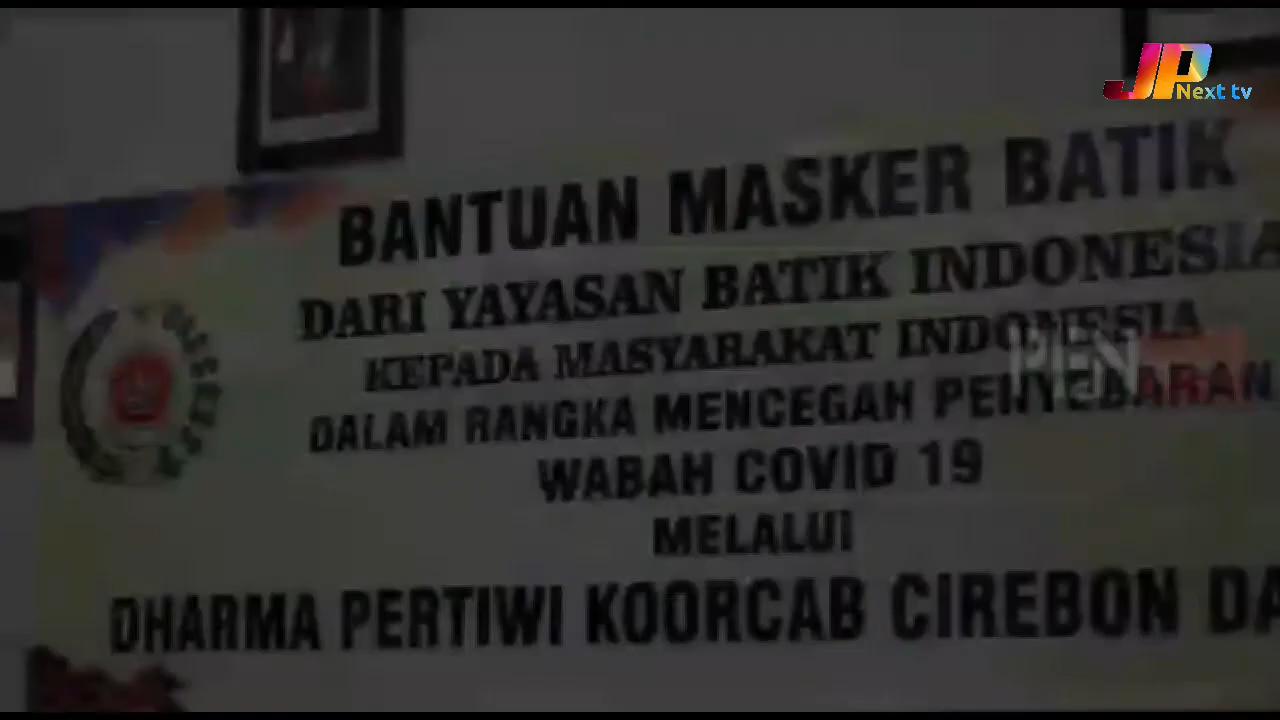 JP
Next tv
BANTUAN MASKER BATIK
DARI YAYASAN BATIK INDONESIA
KEPADA MASYARAKAT INDONESIA
DALAM RANGKA MENCEGAH PENYEBARAN
WABAH COVID 19
MELALUI
DHARMA PERTIWI KOORCAB CIREBON DA